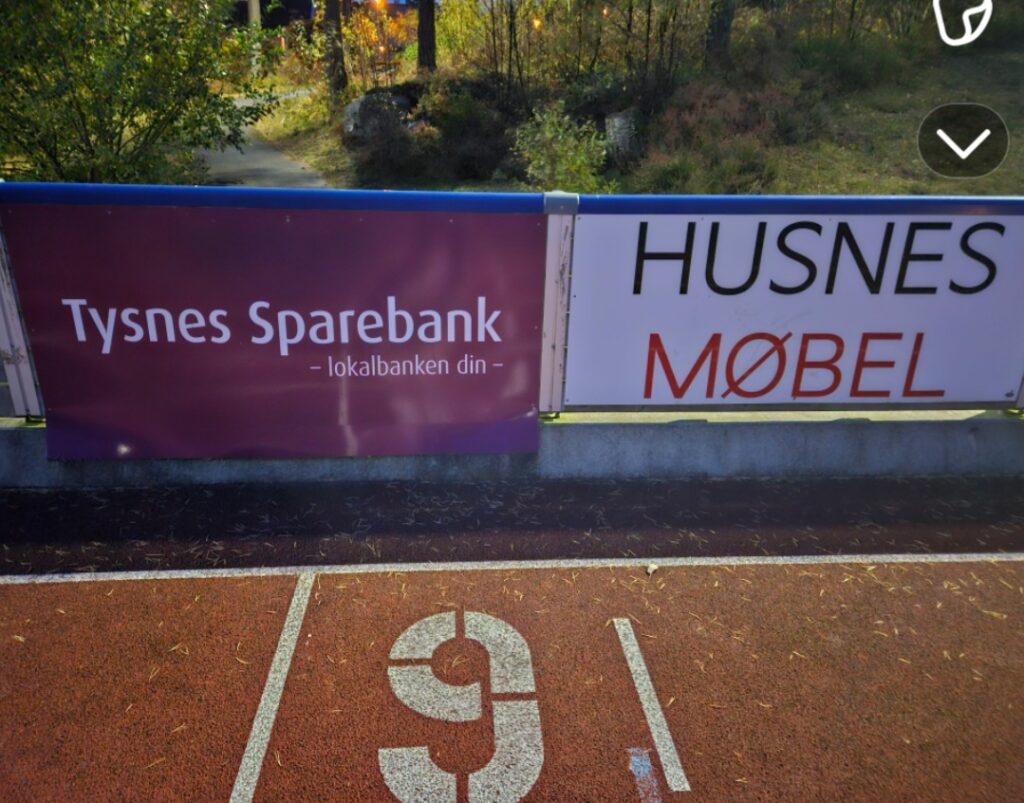 Tysnes Sparebank
– lokalbanken din –
HUSNES
MØBEL
9